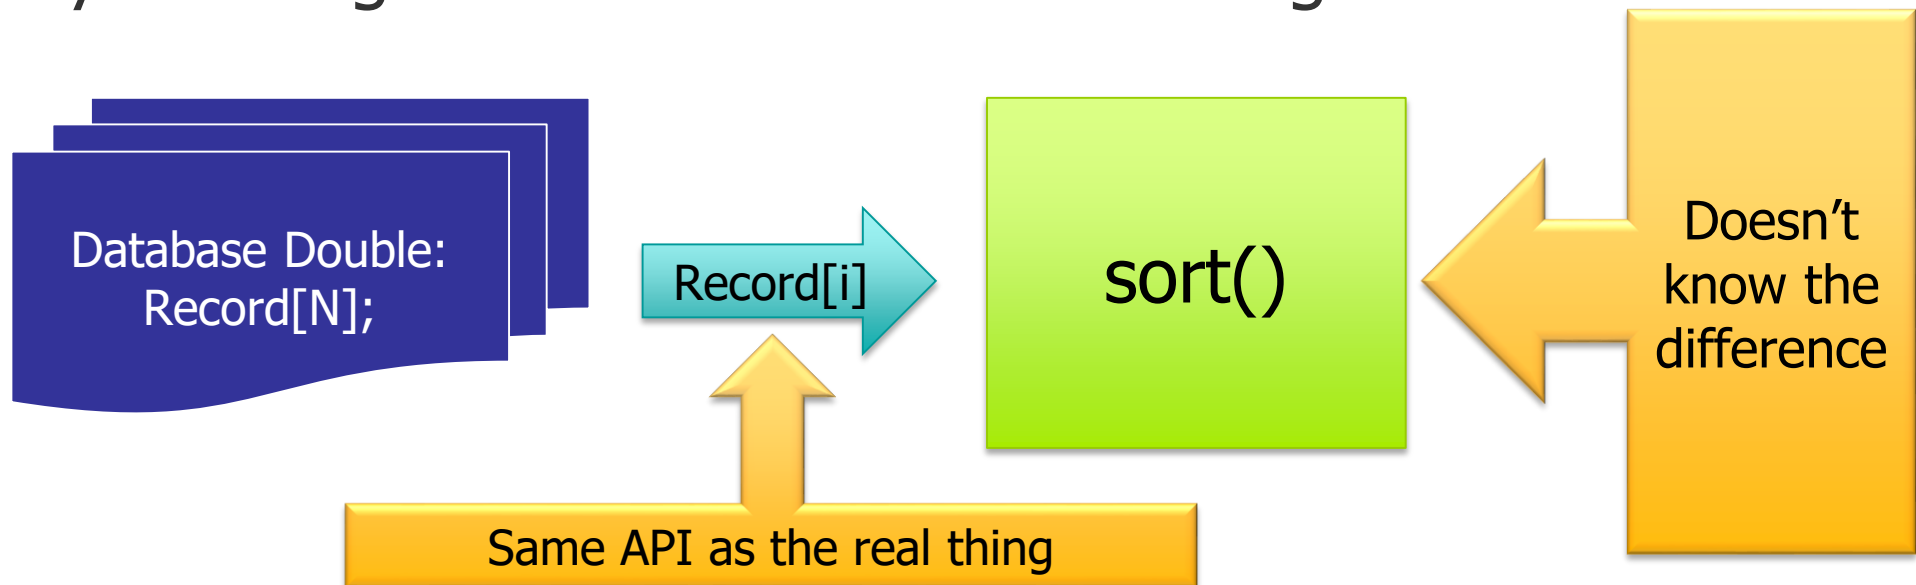 Database Double:
Record[N];
Record[i]
sort()
Doesn’t
know the
difference
Same API as the real thing